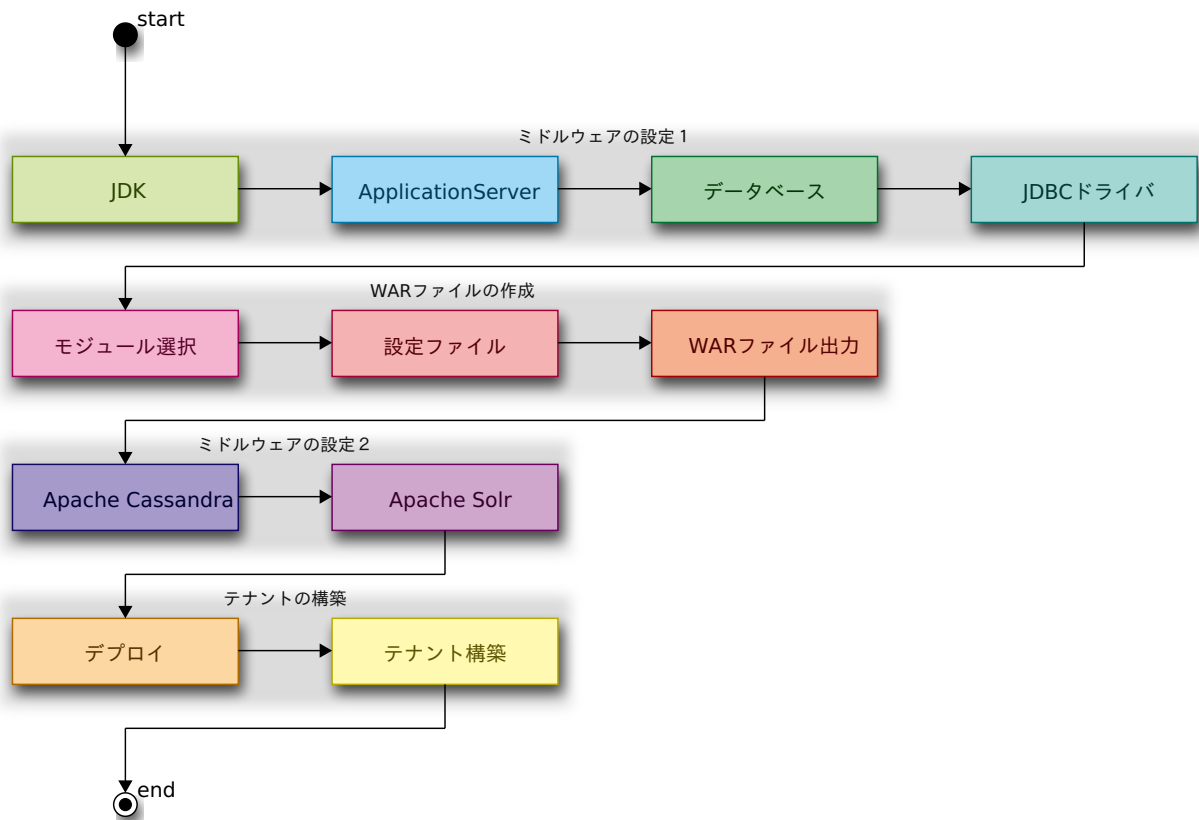 start
ミドルウェアの設定1
JDK
ApplicationServer
データベース
JDBCドライバ
WARファイルの作成
モジュール選択
設定ファイル
WARファイル出力
ミドルウェアの設定2
Apache Cassandra
Apache Solr
テナントの構築
デプロイ
テナント構築
end